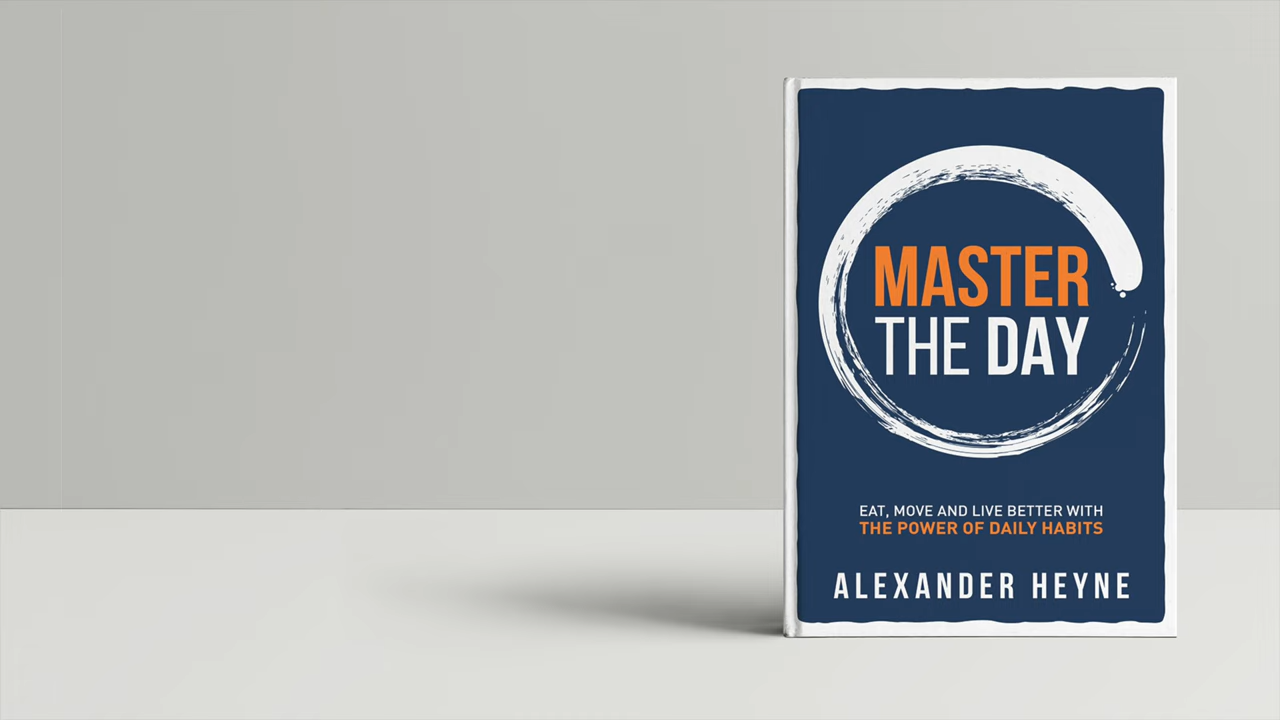 MASTER
THE DAY
EAT, MOVE AND LIVE BETTER WITH
THE POWER OF DAILY HABITS
ALEXANDER HEYNE